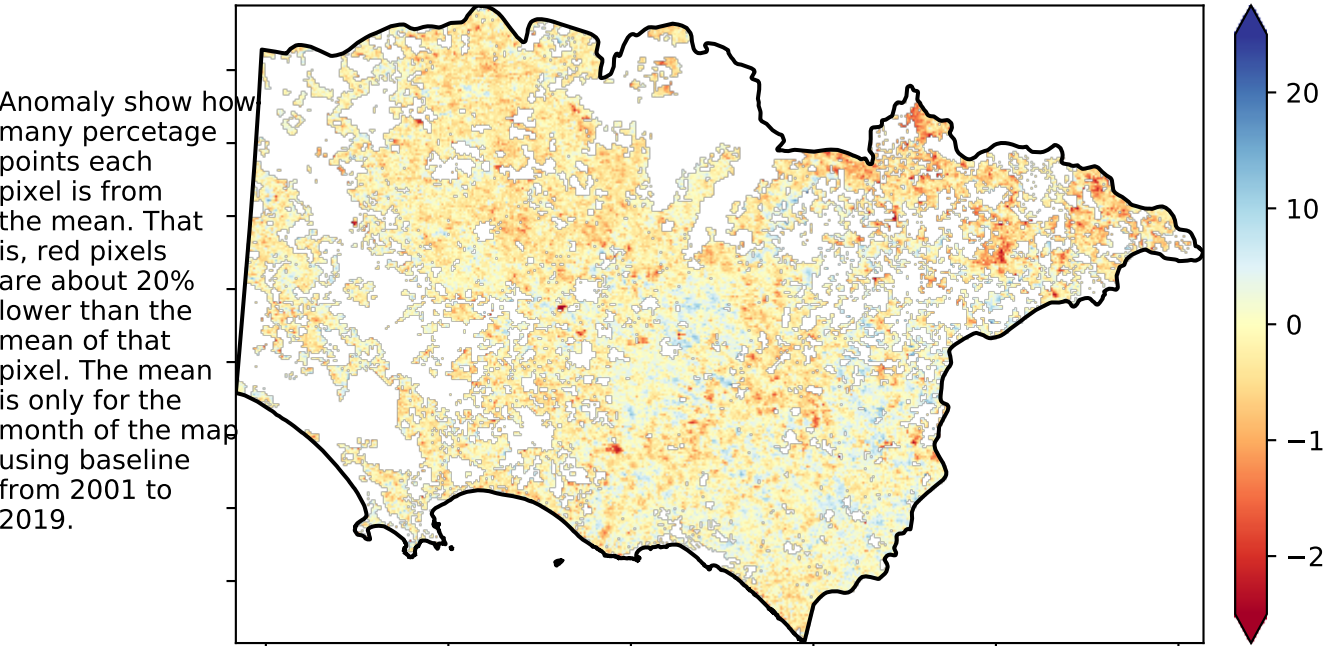 Anomaly show how
many percetage
points each
pixel is from
the mean. That
is, red pixels
are about 20%
lower than the
mean of that
pixel. The mean
is only for the
month of the map
using baseline
from 2001 to
2019.
20
10
0
−1
−2